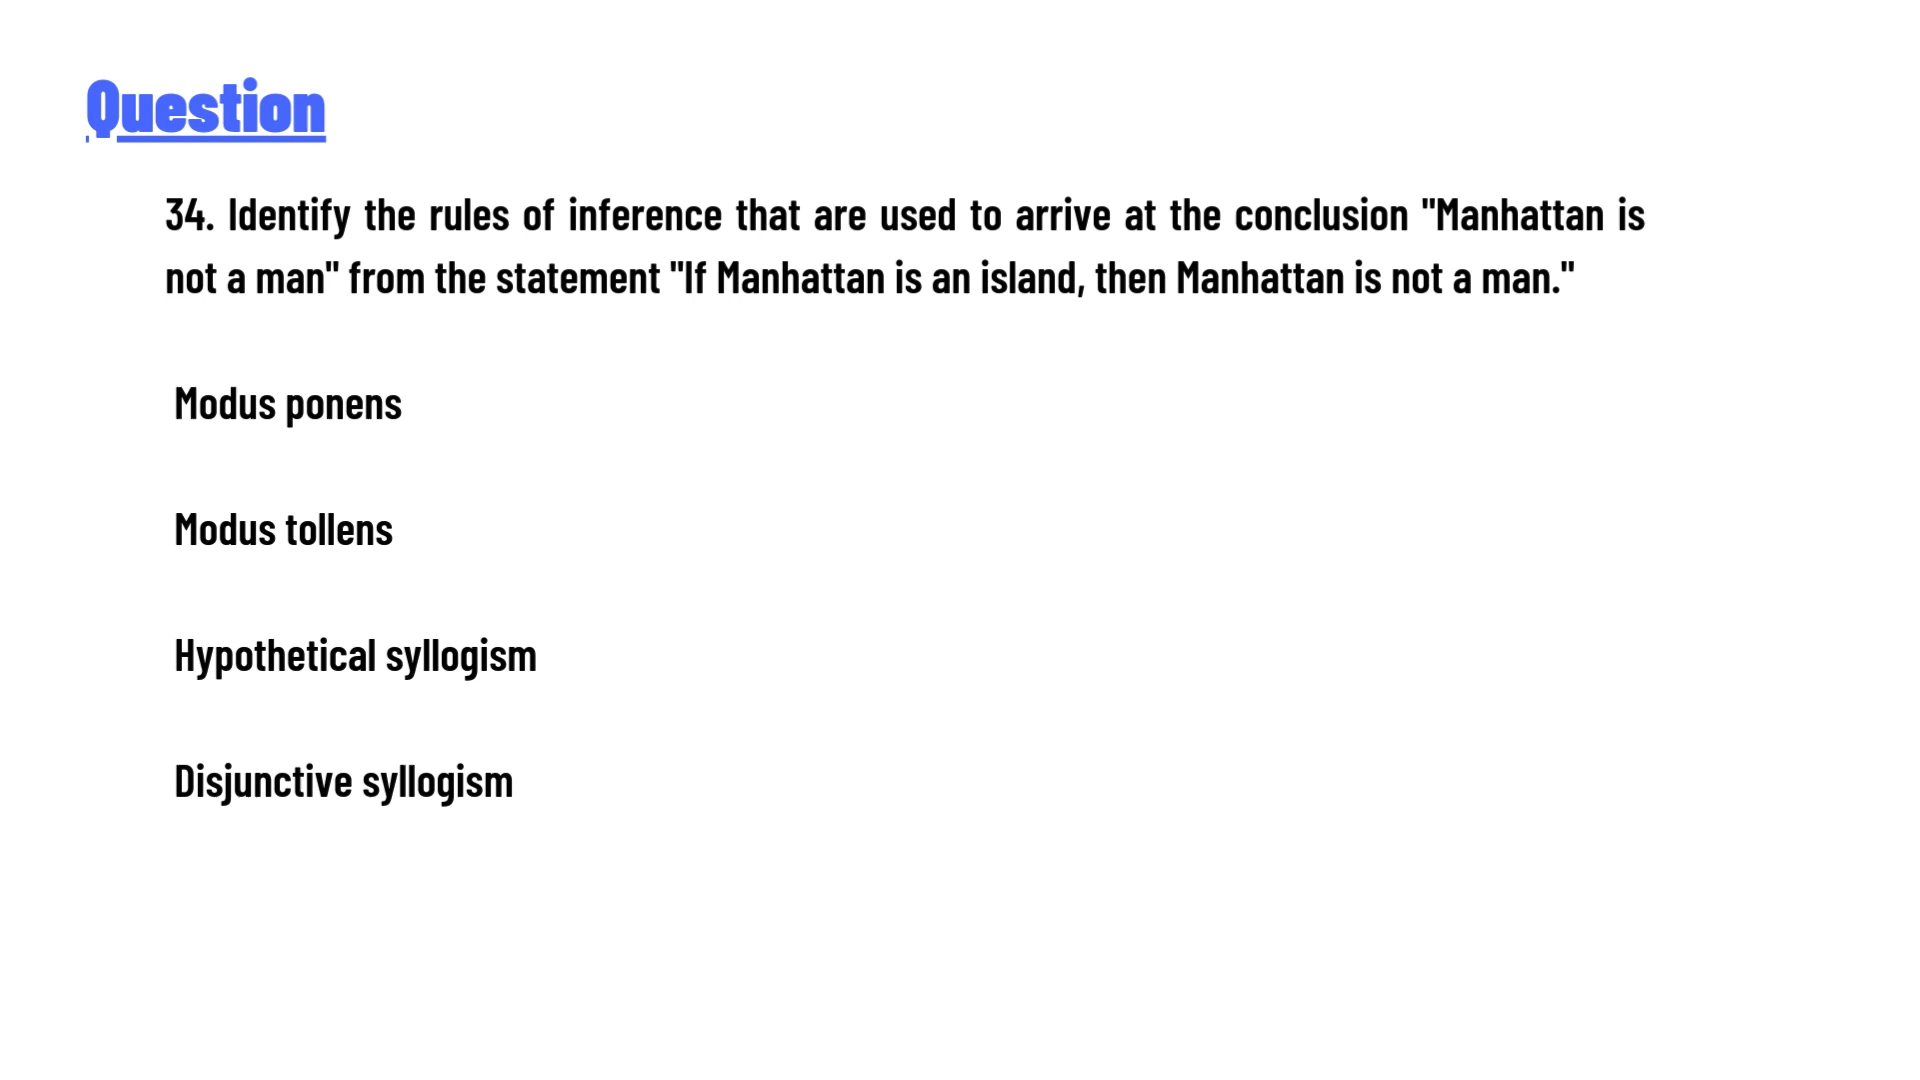 Question
34. Identify the rules of inference that are used to arrive at the conclusion "Manhattan is
not a man" from the statement "If Manhattan is an island, then Manhattan is not a man."
Modus ponens
Modus tollens
Hypothetical syllogism
Disjunctive syllogism